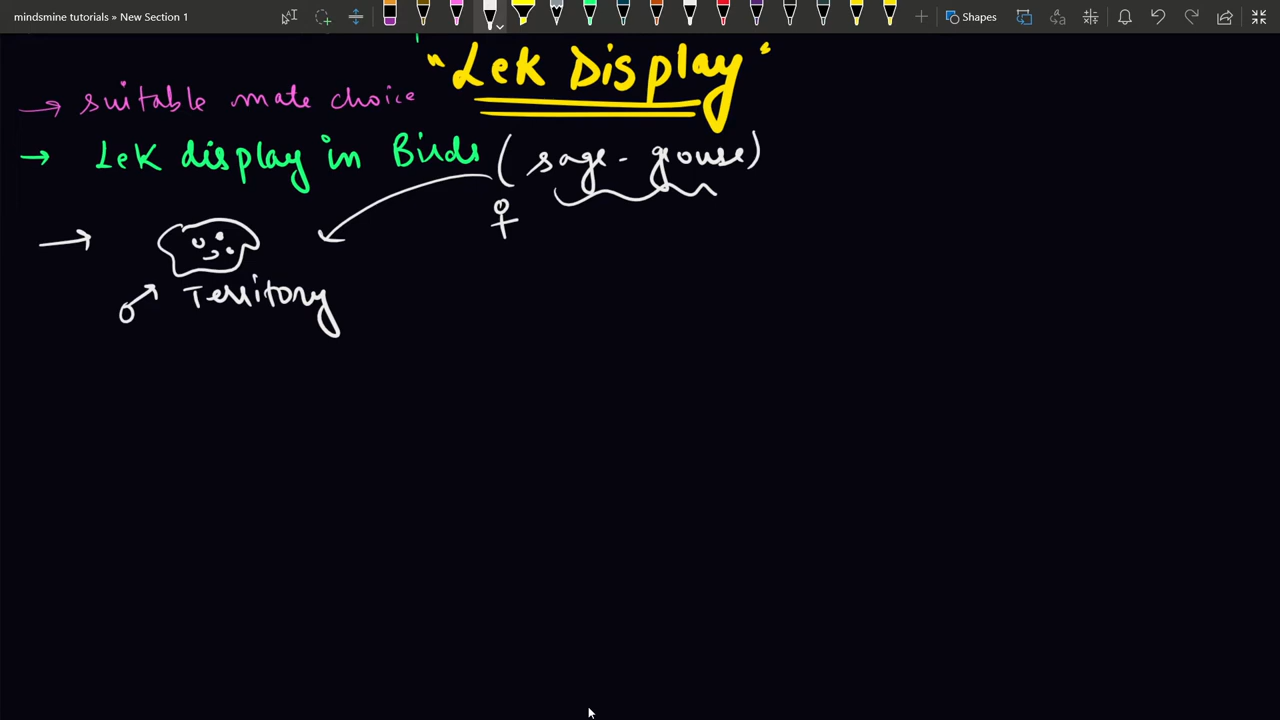 mindsmine tutorials » New Section 1
Shapes
"Lek Display"
→ suitable mate choice
→ Lek display in Birds (sage-grouse)
♀
→
♂ Territory